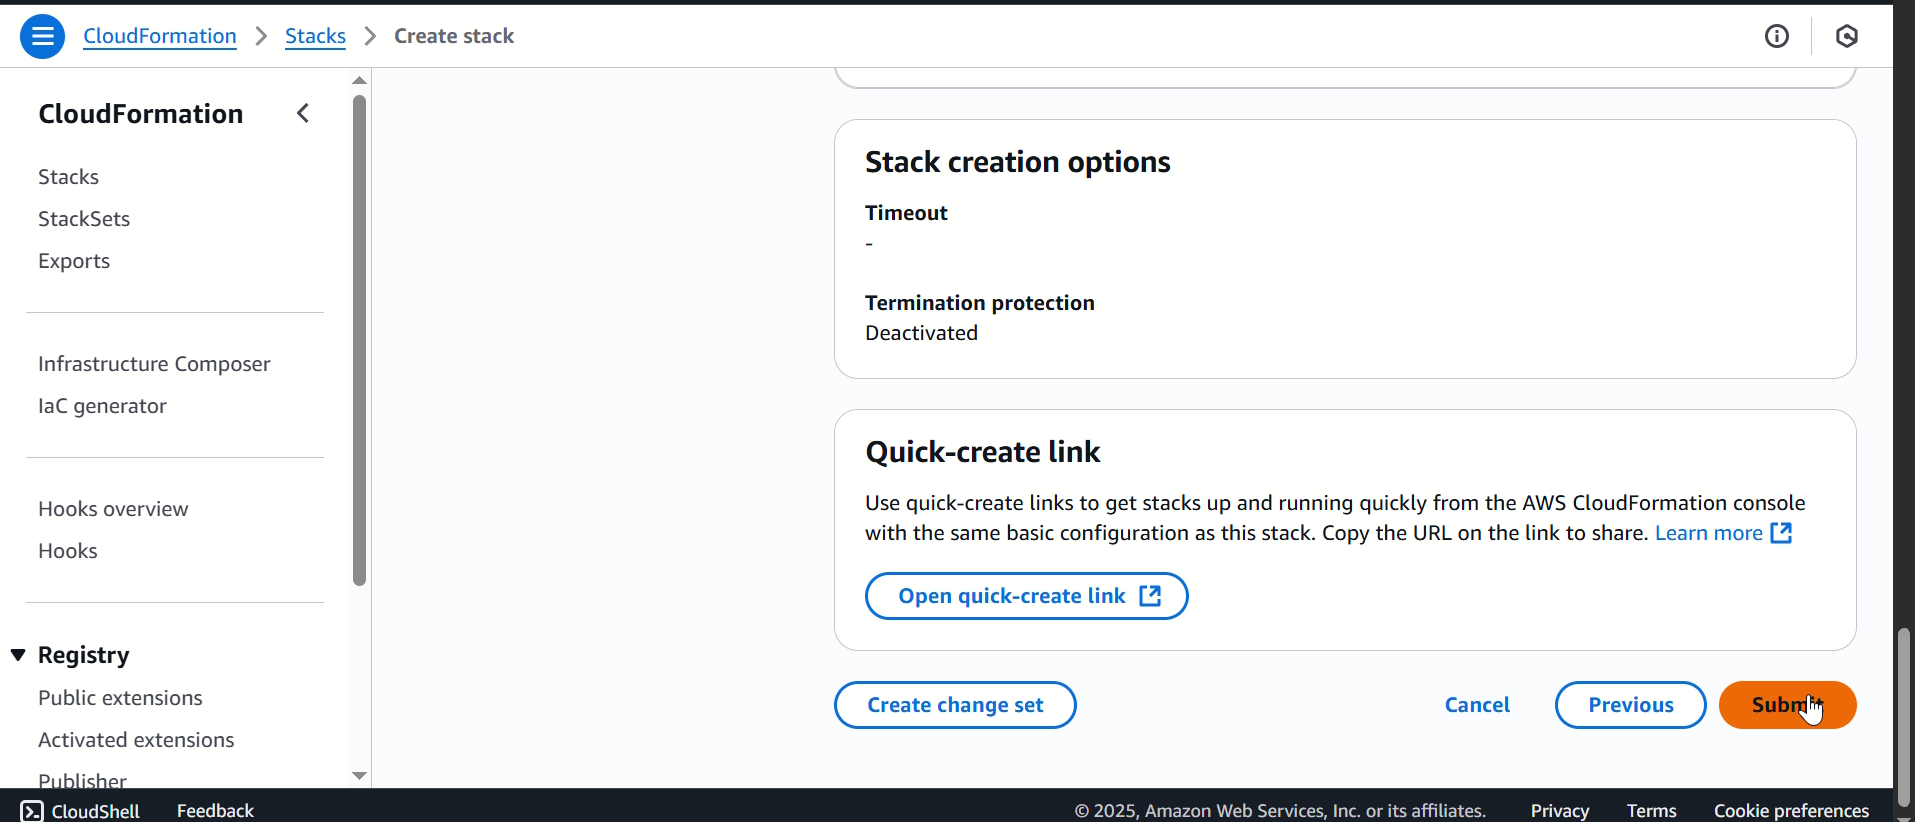 CloudFormation > Stacks > Create stack
CloudFormation
Stacks
StackSets
Exports
Infrastructure Composer
IaC generator
Hooks overview
Hooks
Registry
Public extensions
Activated extensions
Publisher
Stack creation options
Timeout
-
Termination protection
Deactivated
Quick-create link
Use quick-create links to get stacks up and running quickly from the AWS CloudFormation console
with the same basic configuration as this stack. Copy the URL on the link to share. Learn more
Open quick-create link
Create change set
Cancel
Previous
Submit
CloudShell
Feedback
© 2025, Amazon Web Services, Inc. or its affiliates.
Privacy
Terms
Cookie preferences